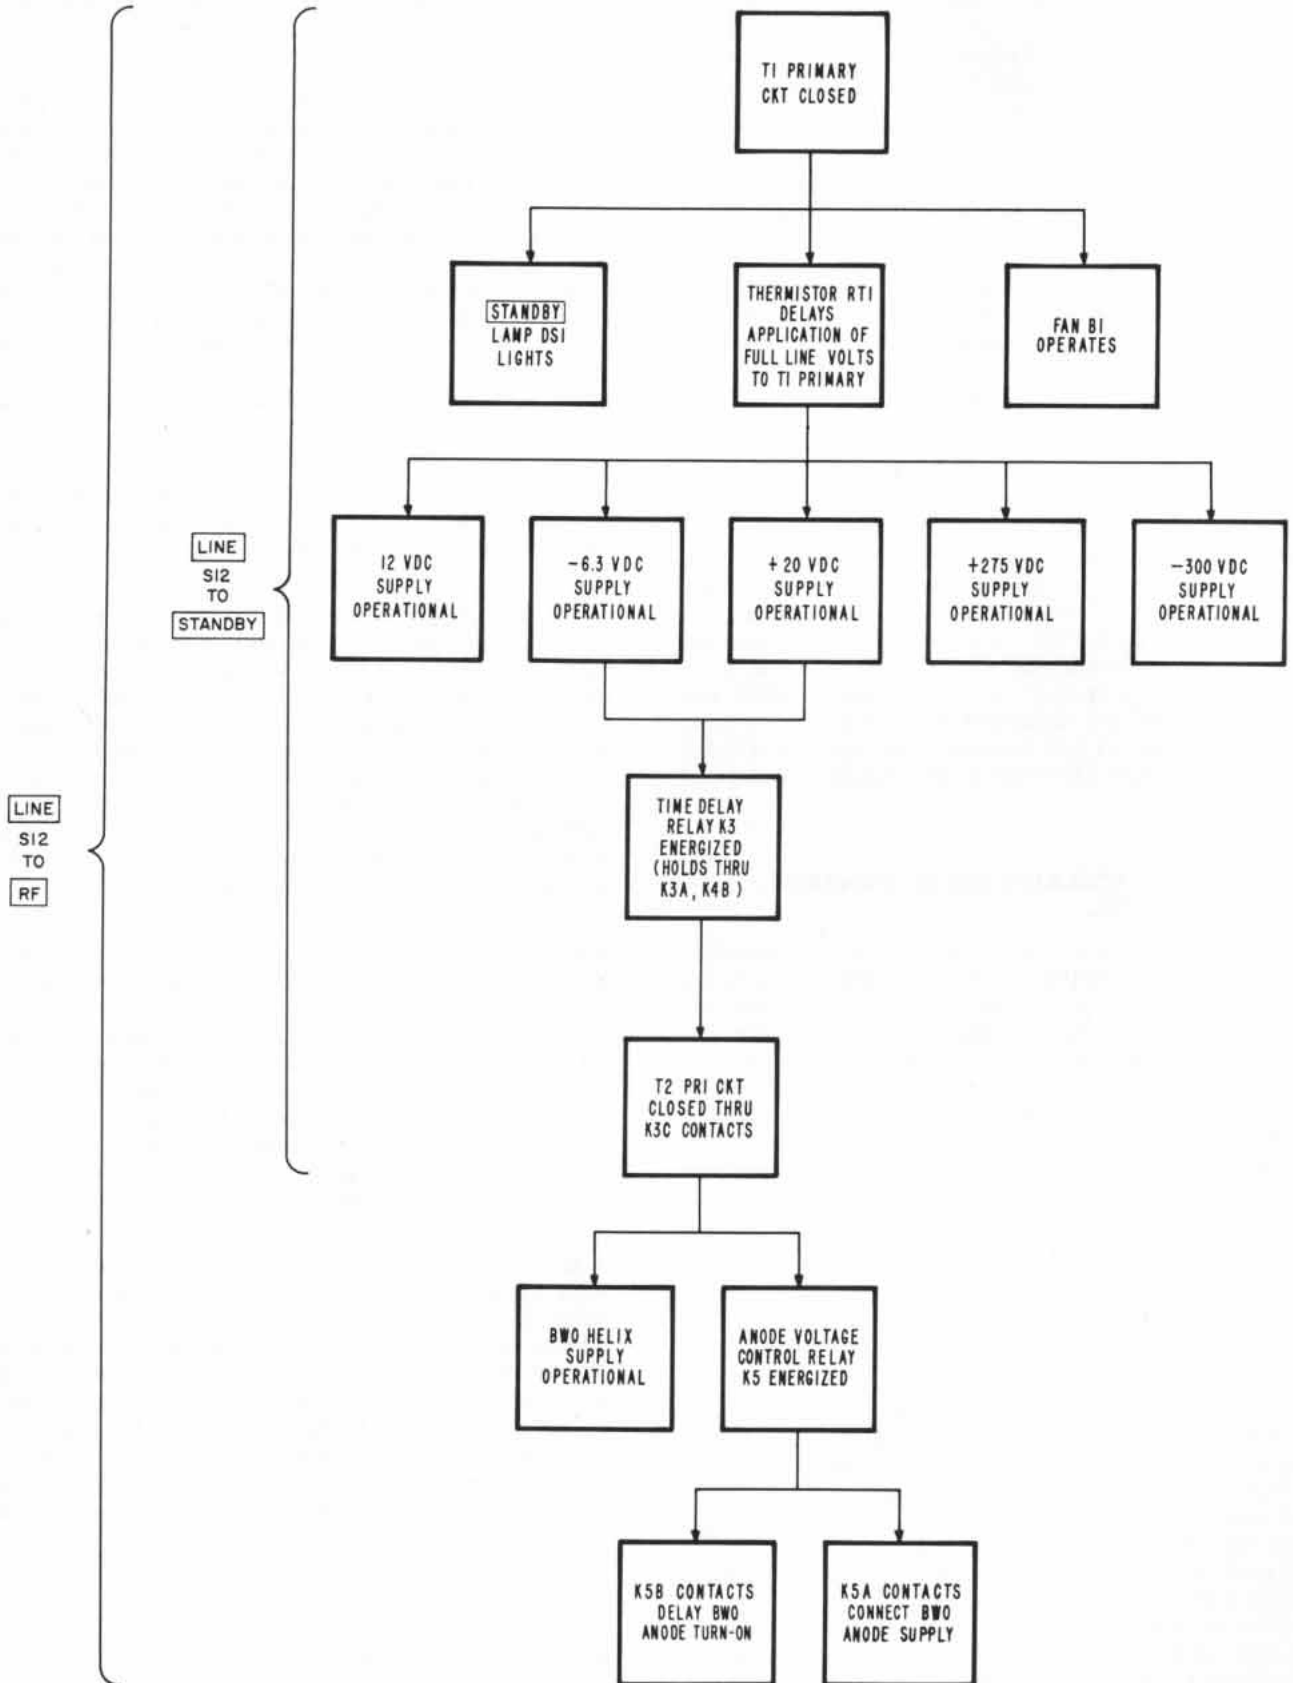 T1 PRIMARY
CKT CLOSED
STANDBY
LAMP DS1
LIGHTS
THERMISTOR RT1
DELAYS
APPLICATION OF
FULL LINE VOLTS
TO T1 PRIMARY
FAN B1
OPERATES
LINE
S12
TO
STANDBY
12 VDC
SUPPLY
OPERATIONAL
-6.3 VDC
SUPPLY
OPERATIONAL
+20 VDC
SUPPLY
OPERATIONAL
+275 VDC
SUPPLY
OPERATIONAL
-300 VDC
SUPPLY
OPERATIONAL
LINE
S12
TO
RF
TIME DELAY
RELAY K3
ENERGIZED
(HOLDS THRU
K3A, K4B)
T2 PRI CKT
CLOSED THRU
K3C CONTACTS
BWO HELIX
SUPPLY
OPERATIONAL
ANODE VOLTAGE
CONTROL RELAY
K5 ENERGIZED
K5B CONTACTS
DELAY BWO
ANODE TURN-ON
K5A CONTACTS
CONNECT BWO
ANODE SUPPLY